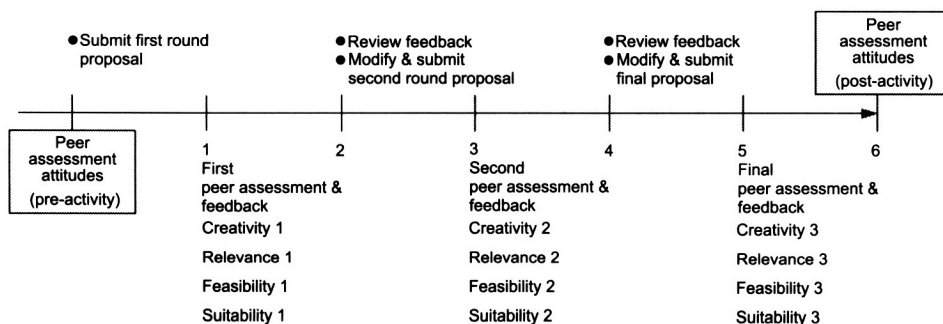 ●Submit first round
proposal
●Review feedback
●Modify & submit
second round proposal
●Review feedback
●Modify & submit
final proposal
Peer
assessment
attitudes
(post-activity)
Peer
assessment
attitudes
(pre-activity)
1
First
peer assessment &
feedback
Creativity 1
Relevance 1
Feasibility 1
Suitability 1
2
3
Second
peer assessment &
feedback
Creativity 2
Relevance 2
Feasibility 2
Suitability 2
4
5
Final
peer assessment &
feedback
Creativity 3
Relevance 3
Feasibility 3
Suitability 3
6